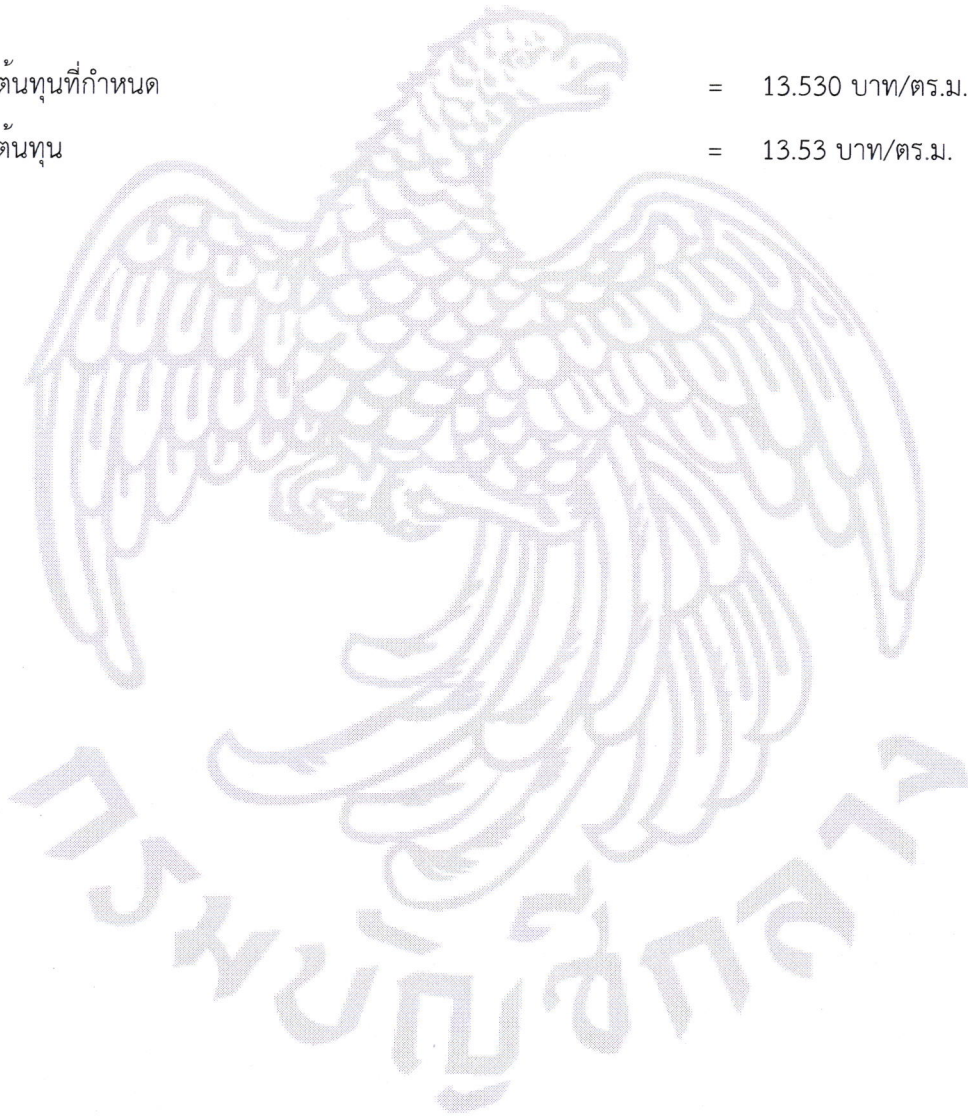 ต้นทุนที่กำหนด = 13.530 บาท/ตร.ม.
ต้นทุน = 13.53 บาท/ตร.ม.
กรมบัญชีกลาง